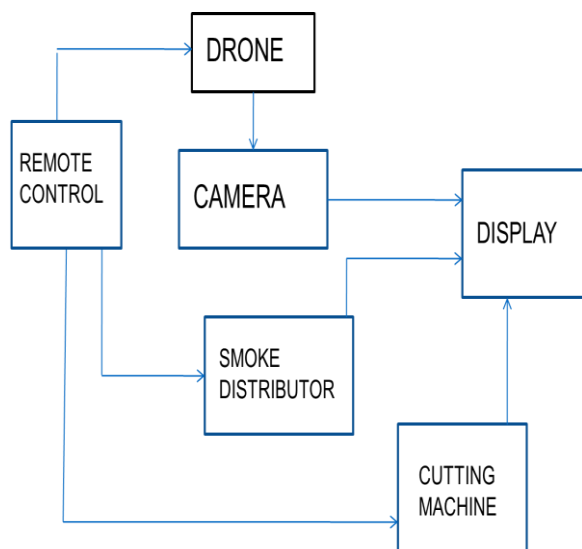 DRONE
REMOTE
CONTROL
CAMERA
DISPLAY
SMOKE
DISTRIBUTOR
CUTTING
MACHINE